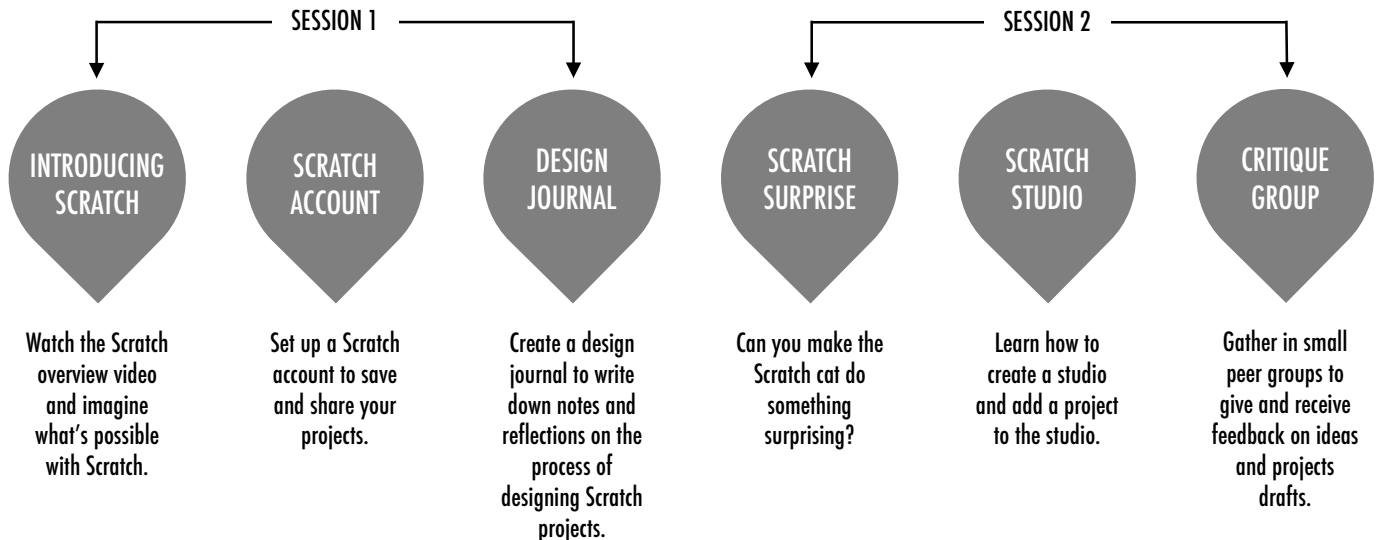 SESSION 1
SESSION 2
INTRODUCING
SCRATCH
SCRATCH
ACCOUNT
DESIGN
JOURNAL
SCRATCH
SURPRISE
SCRATCH
STUDIO
CRITIQUE
GROUP
Watch the Scratch
overview video
and imagine
what's possible
with Scratch.
Set up a Scratch
account to save
and share your
projects.
Create a design
journal to write
down notes and
reflections on the
process of
designing Scratch
projects.
Can you make the
Scratch cat do
something
surprising?
Learn how to
create a studio
and add a project
to the studio.
Gather in small
peer groups to
give and receive
feedback on ideas
and projects
drafts.